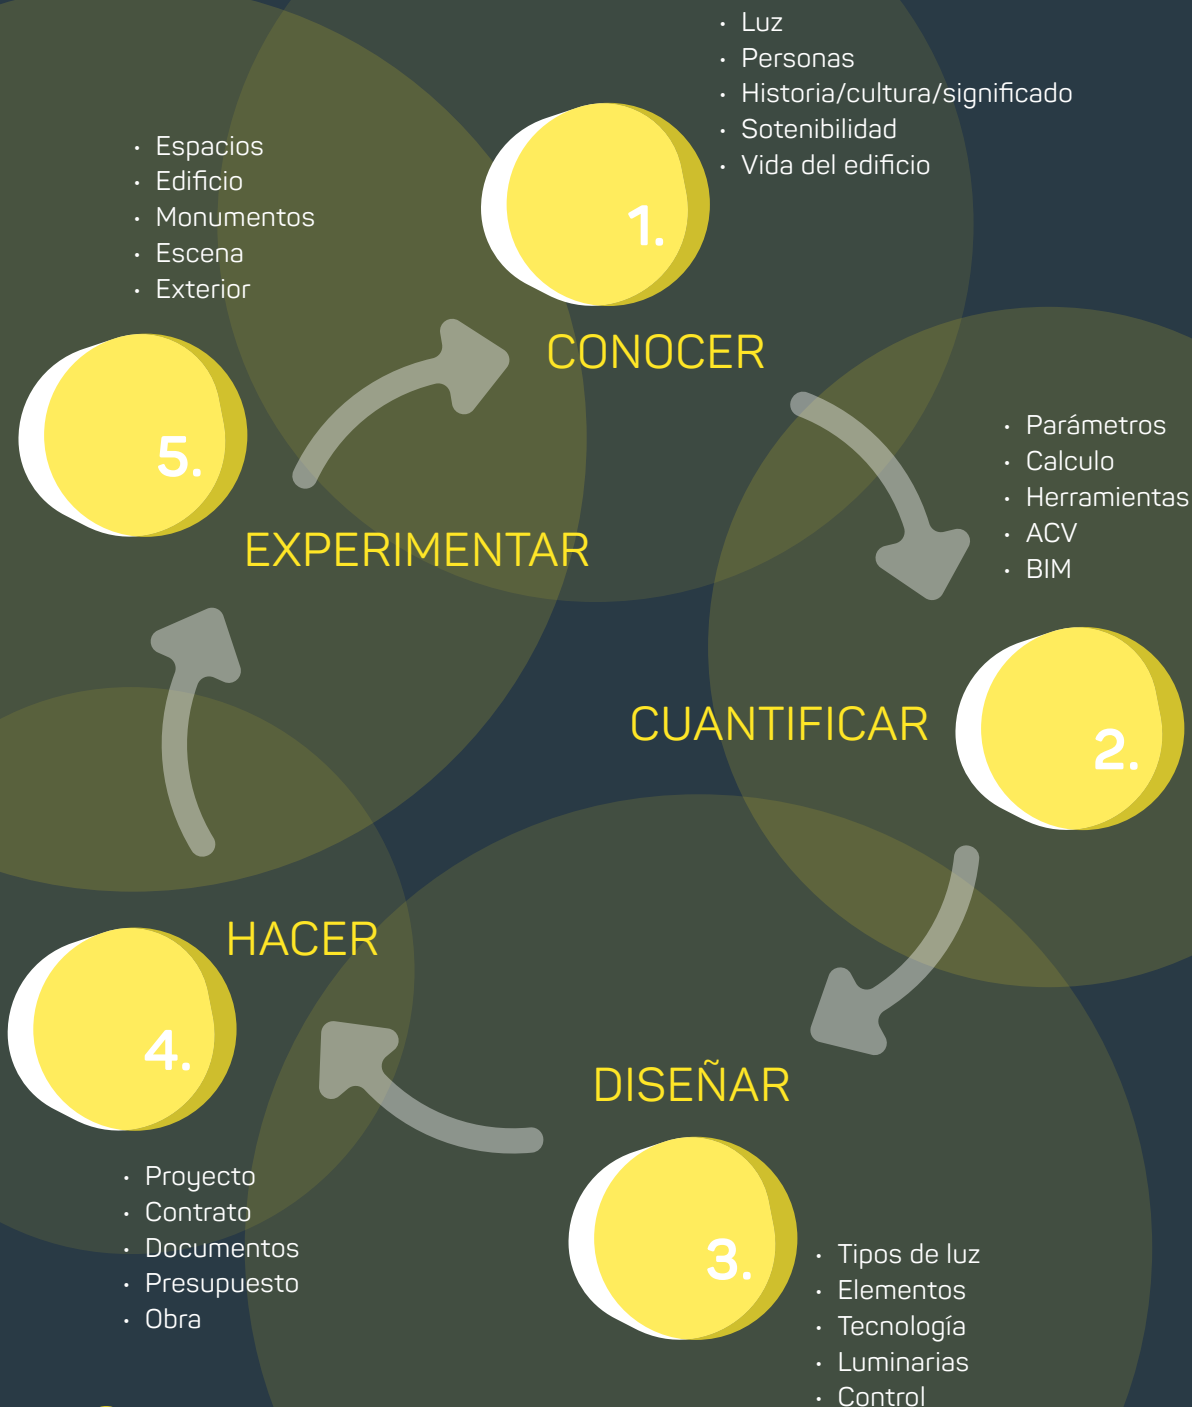 • Luz
• Personas
• Historia/cultura/significado
• Sotenibilidad
• Vida del edificio
1.
CONOCER
• Parámetros
• Calculo
• Herramientas
• ACV
• BIM
CUANTIFICAR
2.
DISEÑAR
3.
• Tipos de luz
• Elementos
• Tecnología
• Luminarias
• Control
HACER
4.
• Proyecto
• Contrato
• Documentos
• Presupuesto
• Obra
• Espacios
• Edificio
• Monumentos
• Escena
• Exterior
5.
EXPERIMENTAR